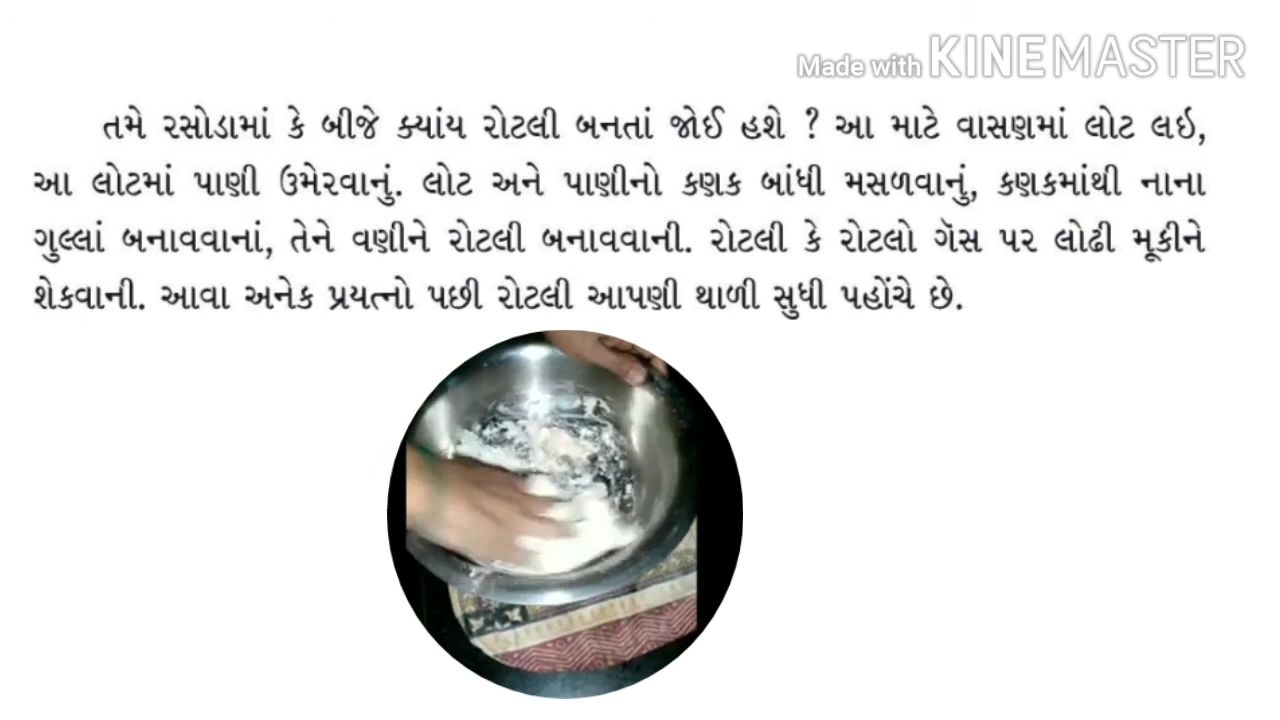 Made with KINEMASTER
તમે રસોડામાં કે બીજે ક્યાંય રોટલી બનતાં જોઈ હશે ? આ માટે વાસણમાં લોટ લઇ,
આ લોટમાં પાણી ઉમેરવાનું. લોટ અને પાણીનો કણક બાંધી મસળવાનું, કણકમાંથી નાના
ગુલ્લાં બનાવવાનાં, તેને વણીને રોટલી બનાવવાની. રોટલી કે રોટલો ગૅસ પર લોઢી મૂકીને
શેકવાની. આવા અનેક પ્રયત્નો પછી રોટલી આપણી થાળી સુધી પહોંચે છે.